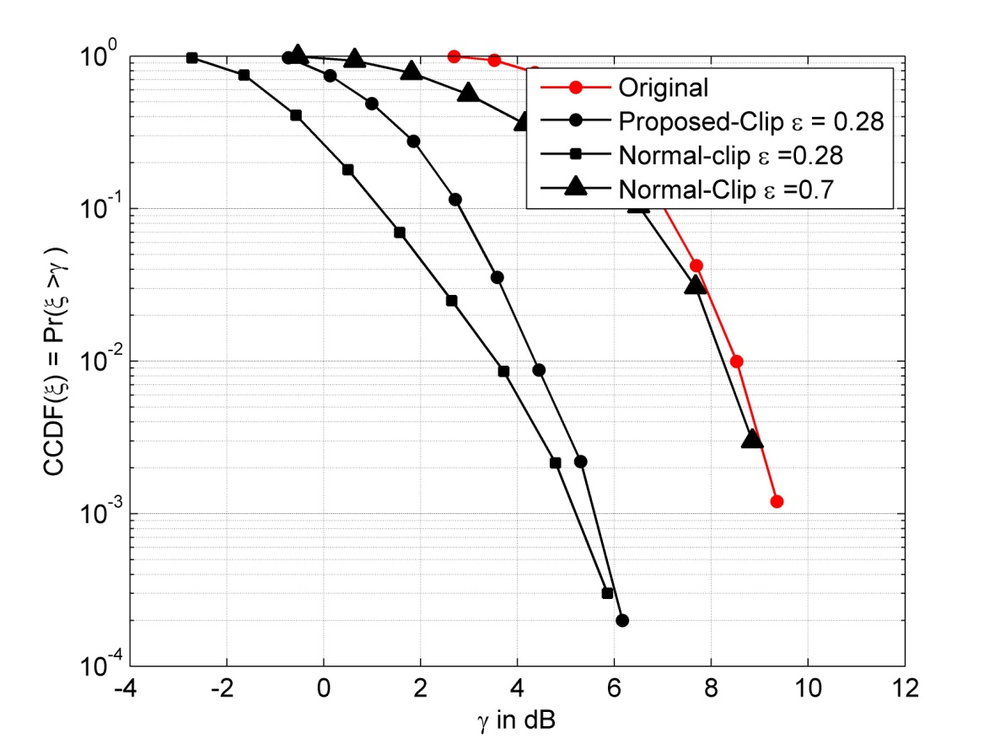 10^0
10^-1
10^-2
10^-3
10^-4
CCDF(ξ) = Pr(ξ >γ )
Original
Proposed-Clip ε = 0.28
Normal-clip ε =0.28
Normal-Clip ε =0.7
-4 -2 0 2 4 6 8 10 12
γ in dB